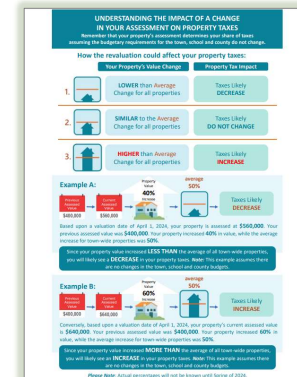 UNDERSTANDING THE IMPACT OF A CHANGE
IN YOUR ASSESSMENT ON PROPERTY TAXES
Remember that your property's assessment determines your share of taxes
assuming the budgetary requirements for the town, school and county do not change.
How the revaluation could affect your property taxes:
Your Property's Value Change
Property Tax Impact
1.
LOWER than Average
Change for all properties
Taxes Likely
DECREASE
2.
SIMILAR to the Average
Change for all properties
Taxes Likely
DO NOT CHANGE
3.
HIGHER than Average
Change for all properties
Taxes Likely
INCREASE
Example A:
Previous
Assessed
Value
$400,000
Current
Assessed
Value
$560,000
Property
Value
40%
Increase
average
50%
Taxes Likely
DECREASE
Based upon a valuation date of April 1, 2024, your property is assessed at $560,000. Your
previous assessed value was $400,000. Your property increased 40% in value, while the average
increase for town-wide properties was 50%.
Since your property value increased LESS THAN the average of all town-wide properties,
you will likely see a DECREASE in your property taxes. Note: This example assumes there
are no changes in the town, school and county budgets.
Example B:
Previous
Assessed
Value
$400,000
Current
Assessed
Value
$640,000
Property
Value
60%
Increase
average
50%
Taxes Likely
INCREASE
Conversely, based upon a valuation date of April 1, 2024, your property's current assessed value
is $640,000. Your previous assessed value was $400,000. Your property increased 60% in
value, while the average increase for town-wide properties was 50%.
Since your property value increased MORE THAN the average of all town-wide properties,
you will likely see an INCREASE in your property taxes. Note: This example assumes there
are no changes in the town, school and county budgets.
Please Note: Actual percentages will not be known until Spring of 2024.